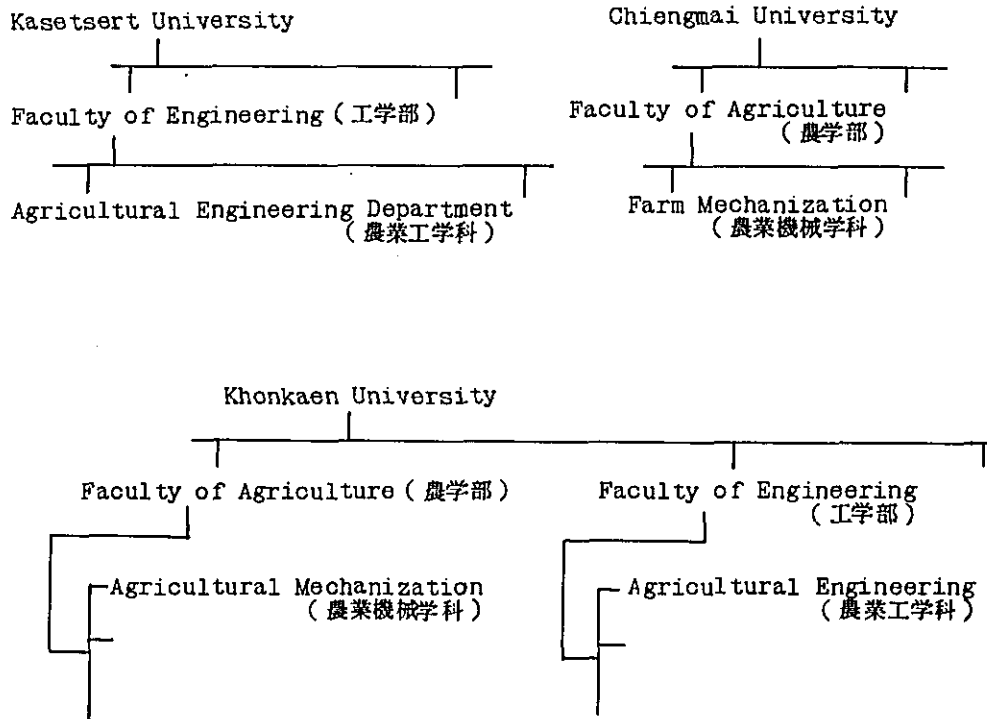 Kasetsert University
Faculty of Engineering（工学部）
Agricultural Engineering Department
（農業工学科）
Chiengmai University
Faculty of Agriculture
（農学部）
Farm Mechanization
（農業機械学科）
Khonkaen University
Faculty of Agriculture（農学部）
Agricultural Mechanization
（農業機械学科）
Faculty of Engineering
（工学部）
Agricultural Engineering
（農業工学科）